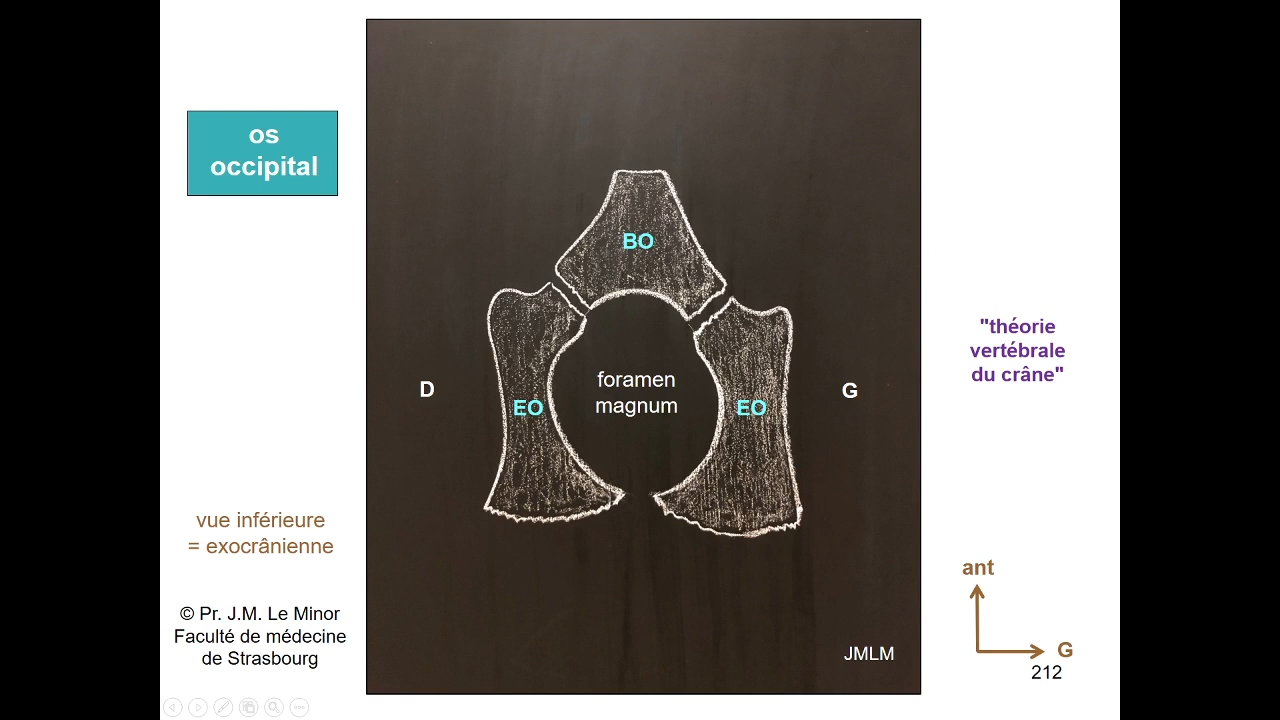 os
occipital
BO
"théorie
vertébrale
du crâne"
foramen
magnum
D
G
EO
EO
vue inférieure
= exocrânienne
ant
© Pr. J.M. Le Minor
Faculté de médecine
de Strasbourg
JMLM
G
212